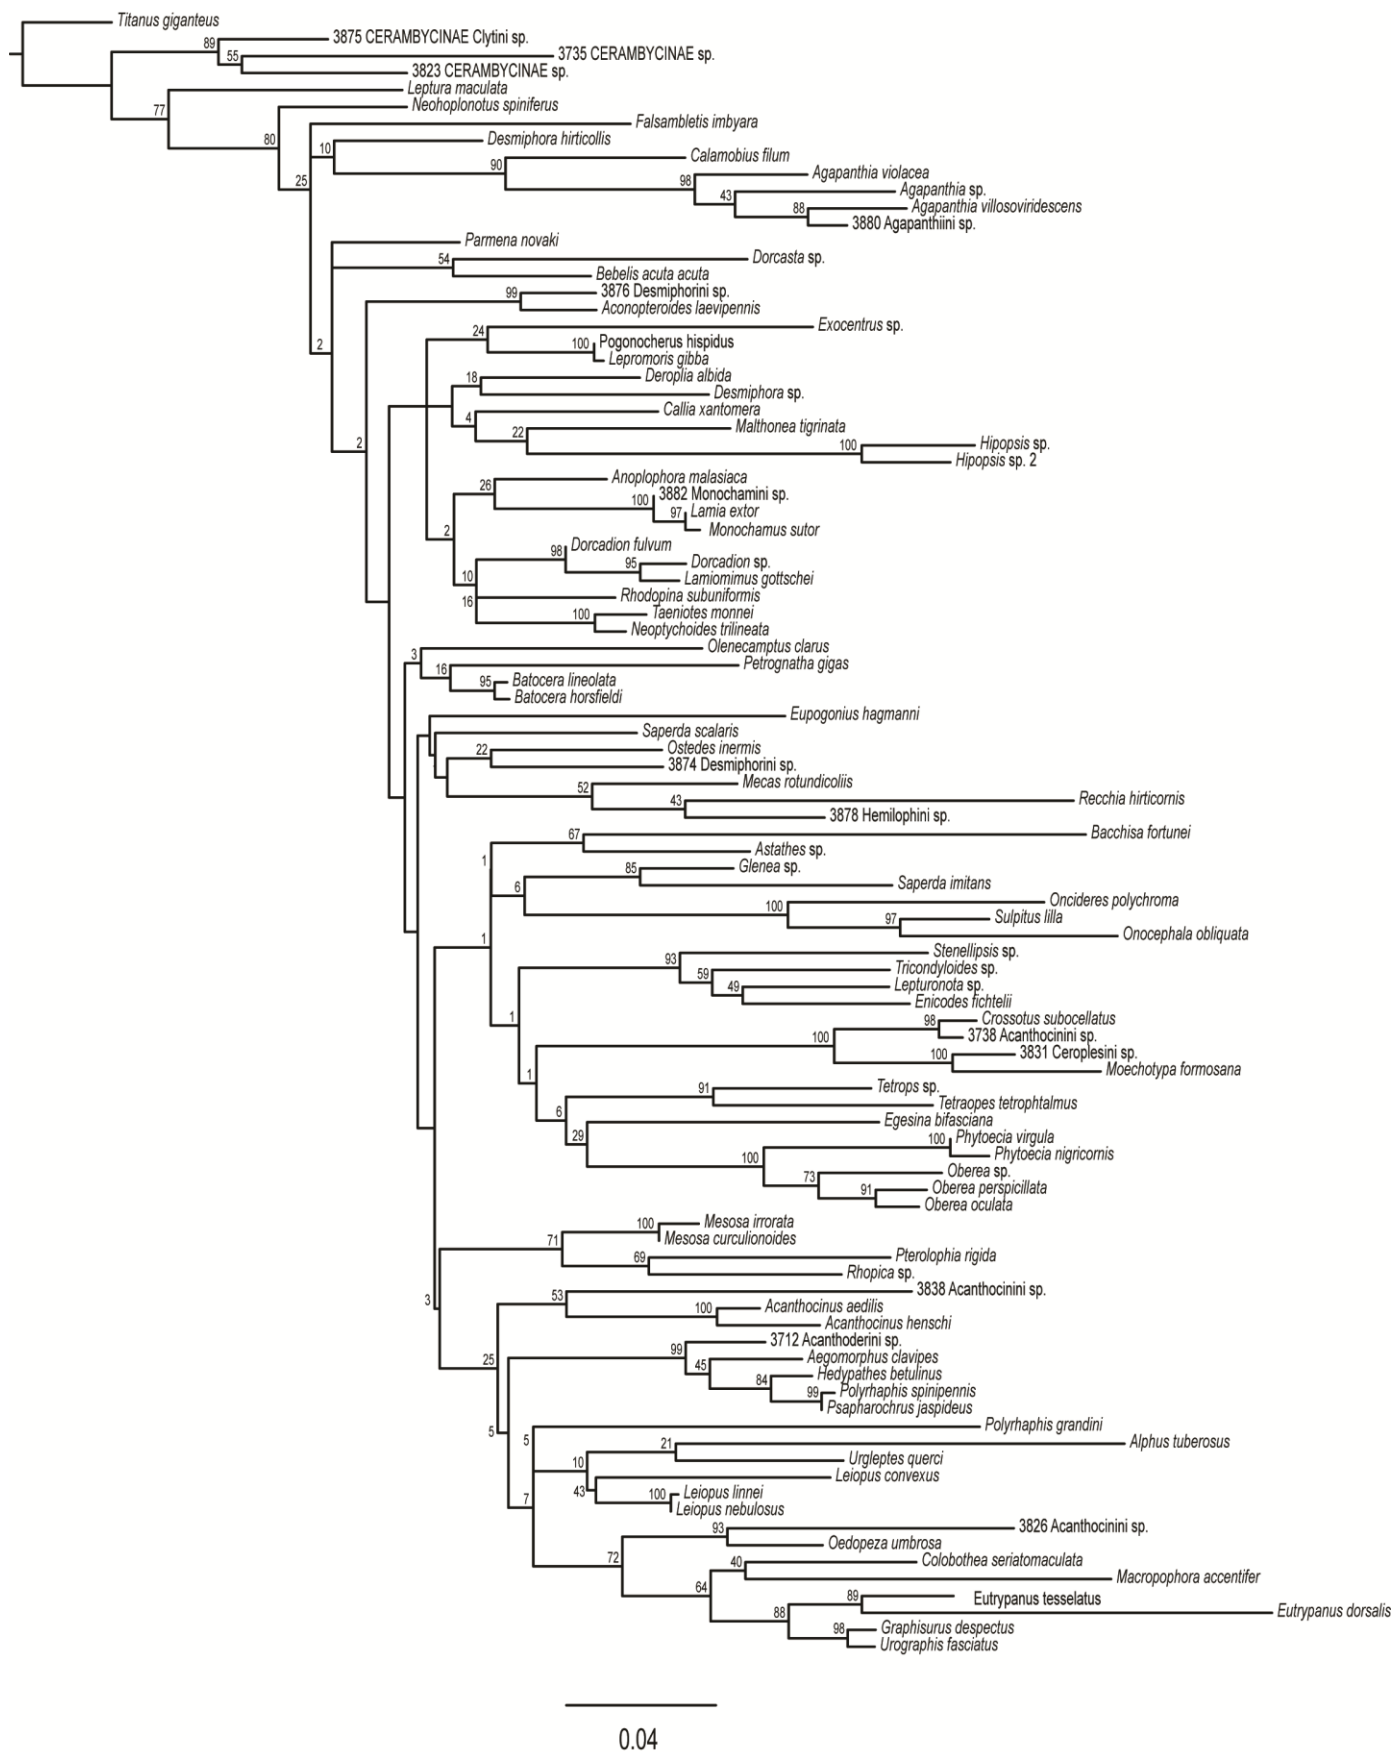 Titanus giganteus
89
3875 CERAMBYCINAE Clytini sp.
55
3735 CERAMBYCINAE sp.
3823 CERAMBYCINAE sp.
Leptura maculata
77
Neohoplonotus spiniferus
80
Falsambletis imbyara
Desmiphora hirticollis
10
Calamobius filum
90
Agapanthia violacea
98
25
Agapanthia sp.
43
Agapanthia villosoviridescens
88
3880 Agapanthiini sp.
Parmena novaki
54
Dorcasta sp.
Bebelis acuta acuta
99
3876 Desmiphorini sp.
Aconopteroides laevipennis
24
Exocentrus sp.
2
100
Pogonocherus hispidus
Lepromoris gibba
18
Deroplia albida
Desmiphora sp.
4
Callia xantomera
22
Malthonea tigrinata
2
100
Hipopsis sp.
Hipopsis sp. 2
26
Anoplophora malasiaca
100
3882 Monochamini sp.
97
Lamia extor
2
Monochamus sutor
98
Dorcadion fulvum
95
Dorcadion sp.
10
Lamiomimus gottschei
16
Rhodopina subuniformis
100
Taeniotes monnei
Neoptychoides trilineata
3
Olenecamptus clarus
16
Petrognatha gigas
95
Batocera lineolata
Batocera horsfieldi
Eupogonius hagmanni
Saperda scalaris
22
Ostedes inermis
3874 Desmiphorini sp.
52
Mecas rotundicoliis
43
Recchia hirticornis
3878 Hemilophini sp.
67
Bacchisa fortunei
1
Astathes sp.
85
Glenea sp.
6
Saperda imitans
100
Oncideres polychroma
97
Sulpitus lilla
1
Onocephala obliquata
93
Stenellipsis sp.
59
Tricondyloides sp.
49
Lepturonota sp.
Enicodes fichtelii
1
98
Crossotus subocellatus
100
3738 Acanthocinini sp.
100
3831 Ceroplesini sp.
1
Moechotypa formosana
91
Tetrops sp.
6
Tetraopes tetrophtalmus
29
Egesina bifasciana
100
Phytoecia virgula
100
Phytoecia nigricornis
73
Oberea sp.
91
Oberea perspicillata
Oberea oculata
100
Mesosa irrorata
71
Mesosa curculionoides
69
Pterolophia rigida
Rhopica sp.
3
53
3838 Acanthocinini sp.
100
Acanthocinus aedilis
Acanthocinus henschi
25
99
3712 Acanthoderini sp.
45
Aegomorphus clavipes
84
Hedypathes betulinus
99
Polyrhaphis spinipennis
Psapharochrus jaspideus
5
5
Polyrhaphis grandini
21
Alphus tuberosus
10
Urgleptes querci
43
Leiopus convexus
7
100
Leiopus linnei
Leiopus nebulosus
93
3826 Acanthocinini sp.
72
Oedopeza umbrosa
40
Colobothea seriatomaculata
64
Macropophora accentifer
89
Eutrypanus tesselatus
88
Eutrypanus dorsalis
98
Graphisurus despectus
Urographis fasciatus
0.04